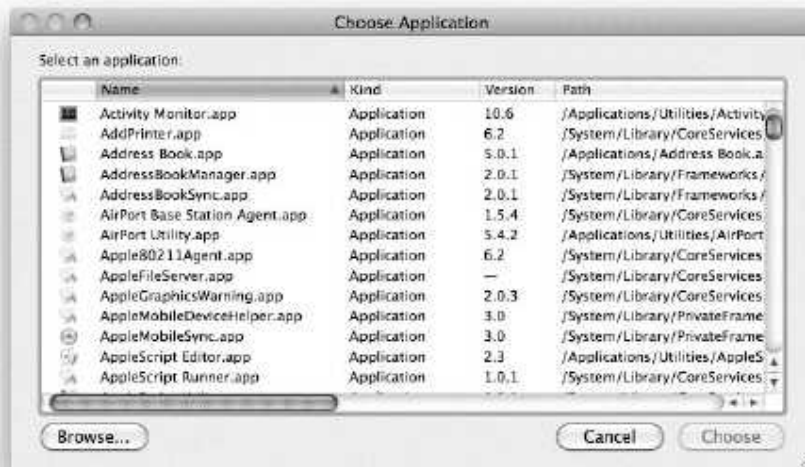 Choose Application
Select an application:
Name Kind Version Path
Activity Monitor.app Application 10.6 /Applications/Utilities/Activity
AddPrinter.app Application 6.2 /System/Library/CoreServices
Address Book.app Application 5.0.1 /Applications/Address Book.a
AddressBookManager.app Application 2.0.1 /System/Library/Frameworks/
AddressBookSync.app Application 2.0.1 /System/Library/Frameworks/
AirPort Base Station Agent.app Application 1.5.4 /System/Library/CoreServices
AirPort Utility.app Application 5.4.2 /Applications/Utilities/AirPort
Apple80211Agent.app Application 6.2 /System/Library/CoreServices
AppleFileServer.app Application — /System/Library/CoreServices
AppleGraphicsWarning.app Application 2.0.3 /System/Library/CoreServices
AppleMobileDeviceHelper.app Application 3.0 /System/Library/PrivateFrame
AppleMobileSync.app Application 3.0 /System/Library/PrivateFrame
AppleScript Editor.app Application 2.3 /Applications/Utilities/AppleS
AppleScript Runner.app Application 1.0.1 /System/Library/CoreServices
Browse... Cancel Choose